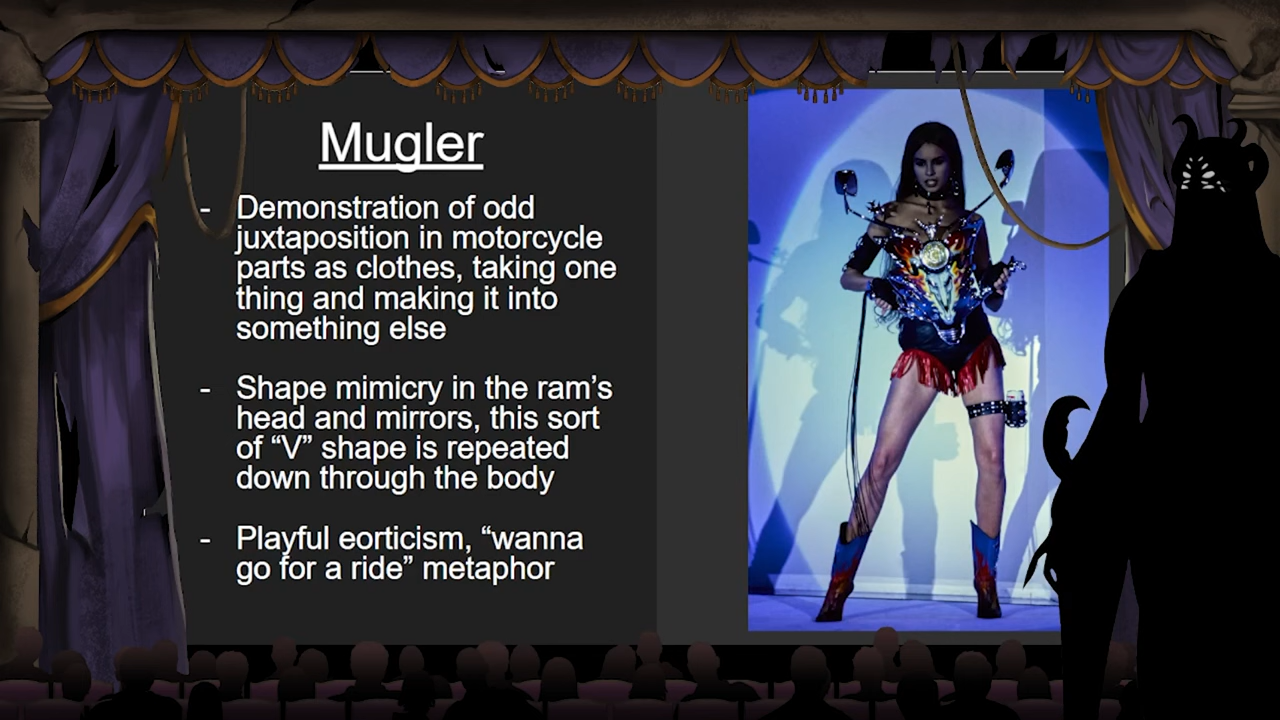 Mugler
- Demonstration of odd
juxtaposition in motorcycle
parts as clothes, taking one
thing and making it into
something else
- Shape mimicry in the ram's
head and mirrors, this sort
of “V” shape is repeated
down through the body
- Playful eorticism, “wanna
go for a ride” metaphor